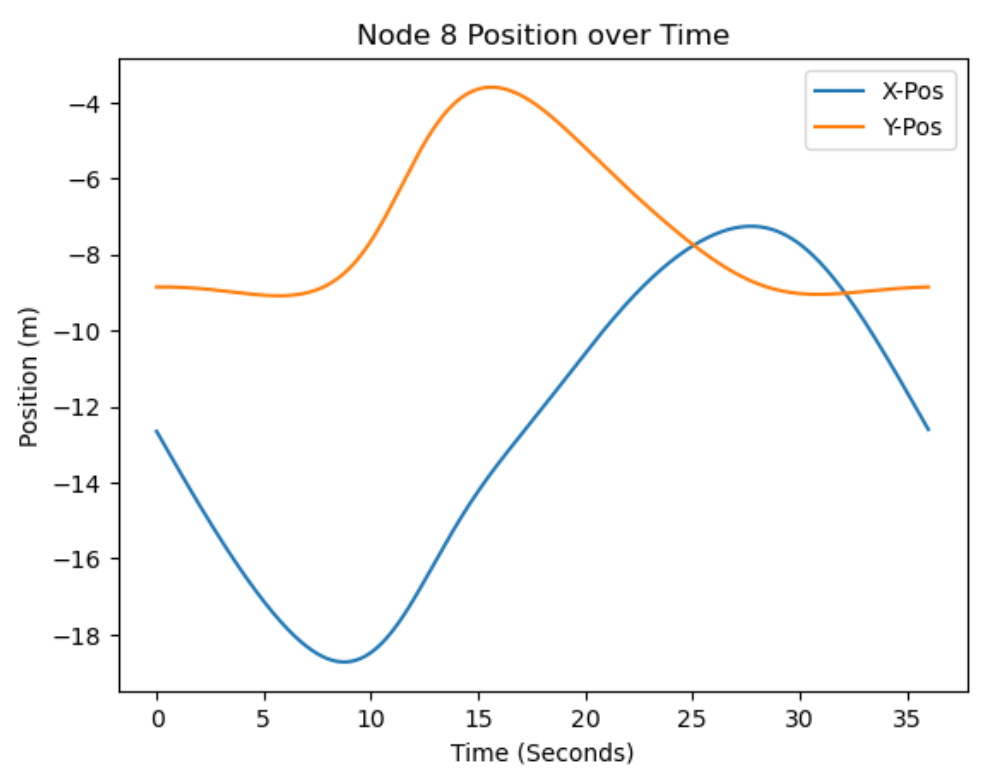 Node 8 Position over Time
X-Pos
Y-Pos
−4
−6
−8
−10
−12
−14
−16
−18
Position (m)
0 5 10 15 20 25 30 35
Time (Seconds)